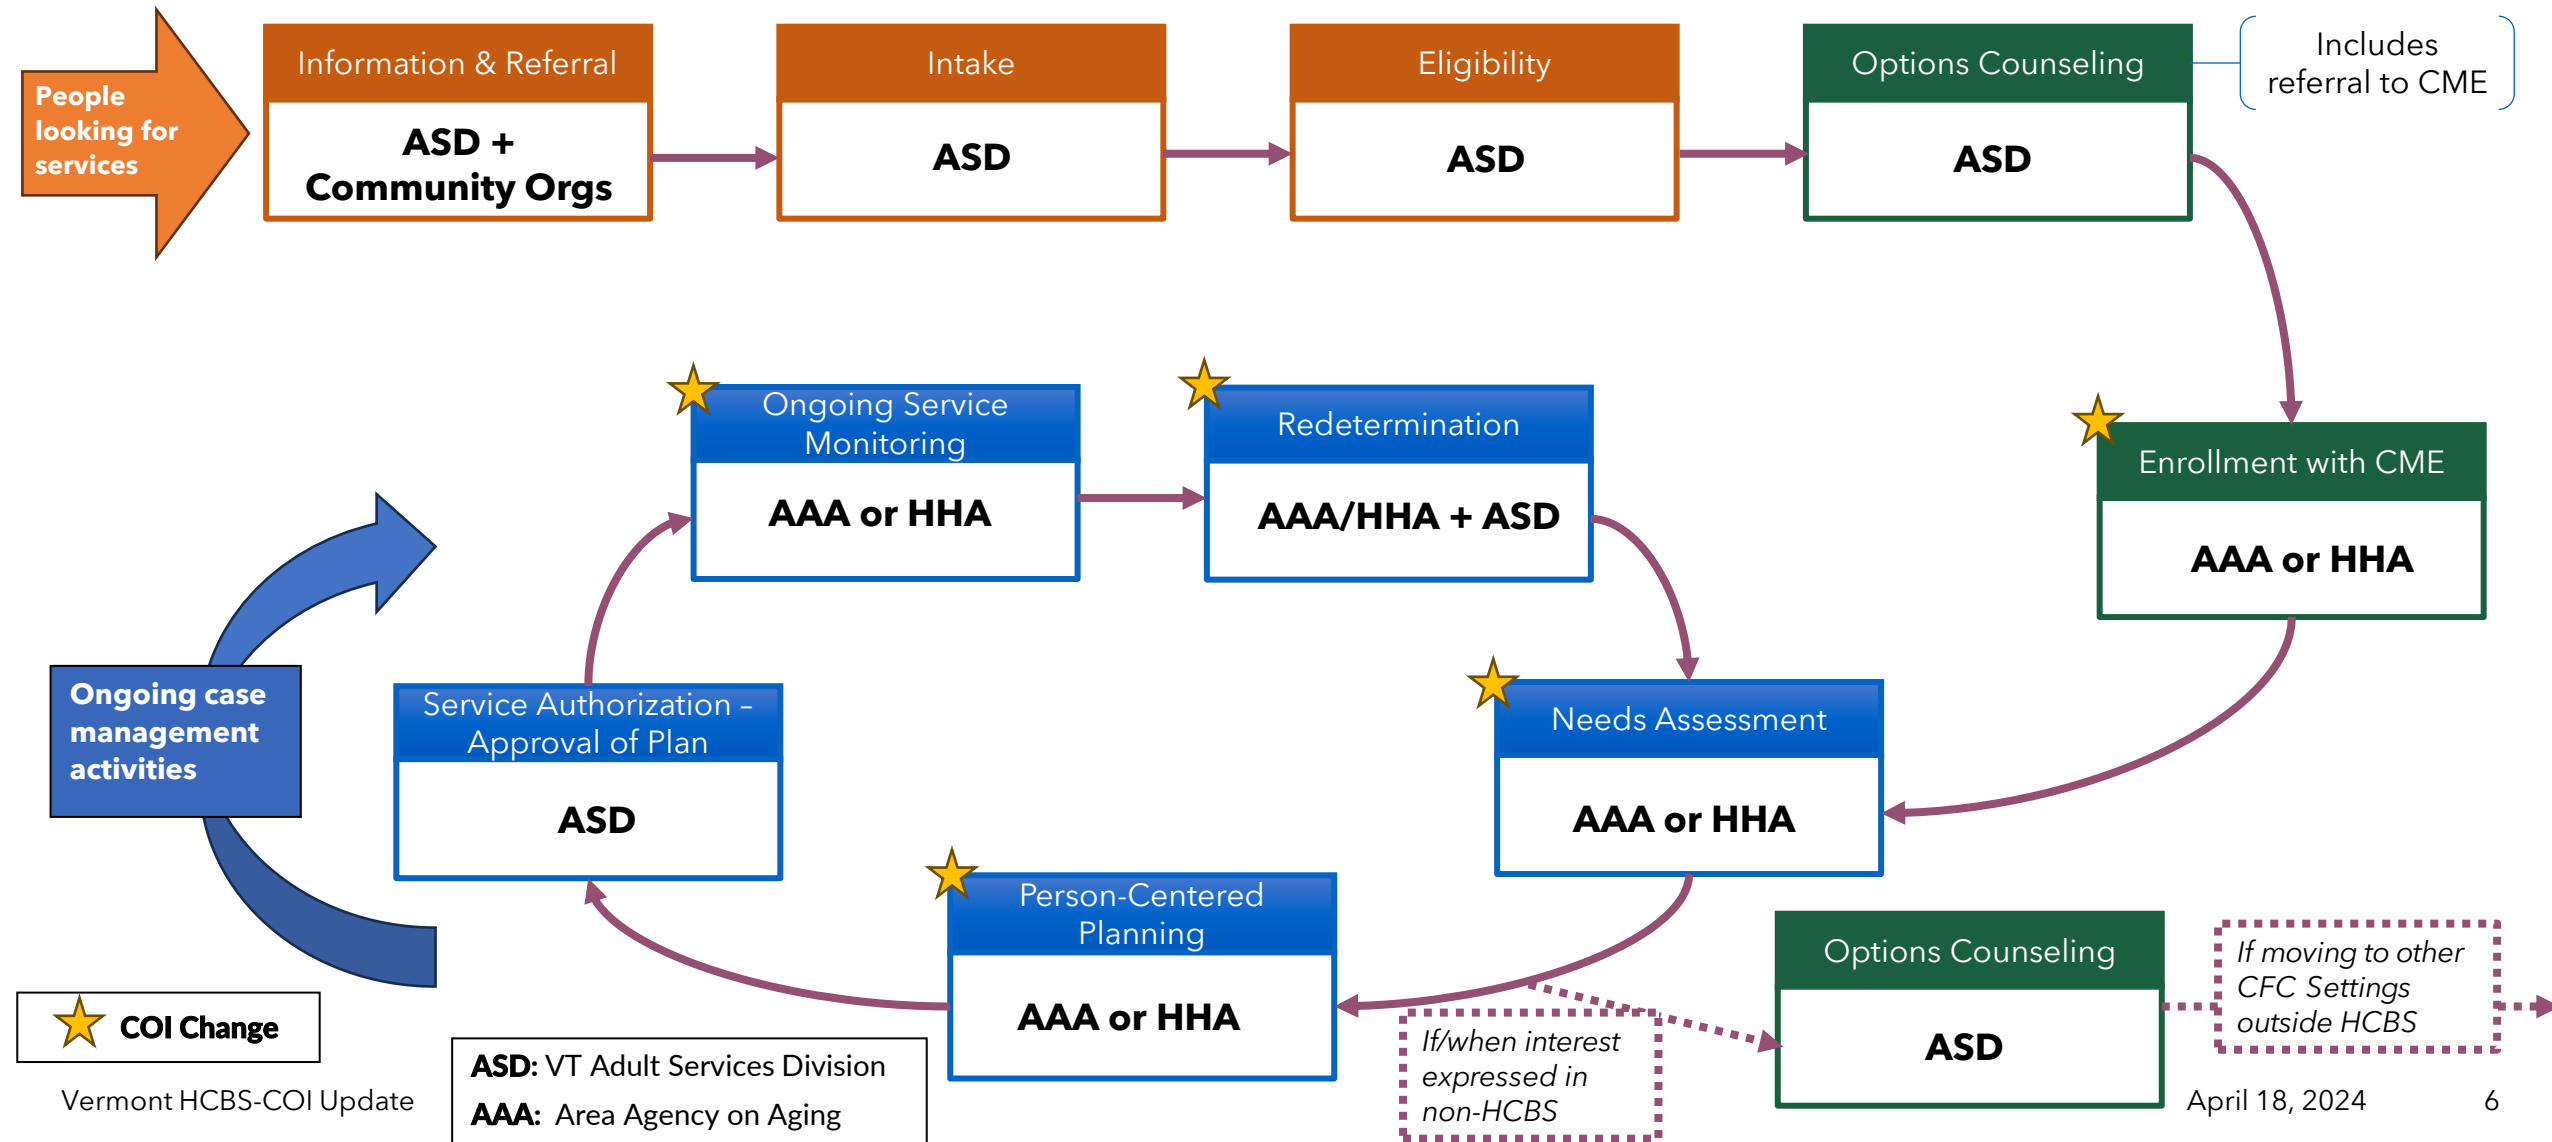 People
looking for
services
Information & Referral
ASD +
Community Orgs
Intake
ASD
Eligibility
ASD
Options Counseling
ASD
Includes
referral to CME
Ongoing Service
Monitoring
AAA or HHA
Redetermination
AAA/HHA + ASD
Enrollment with CME
AAA or HHA
Ongoing case
management
activities
Service Authorization –
Approval of Plan
ASD
Needs Assessment
AAA or HHA
Person-Centered
Planning
AAA or HHA
If/when interest
expressed in
non-HCBS
Options Counseling
ASD
If moving to other
CFC Settings
outside HCBS
COI Change
ASD: VT Adult Services Division
AAA: Area Agency on Aging
Vermont HCBS-COI Update
April 18, 2024
6